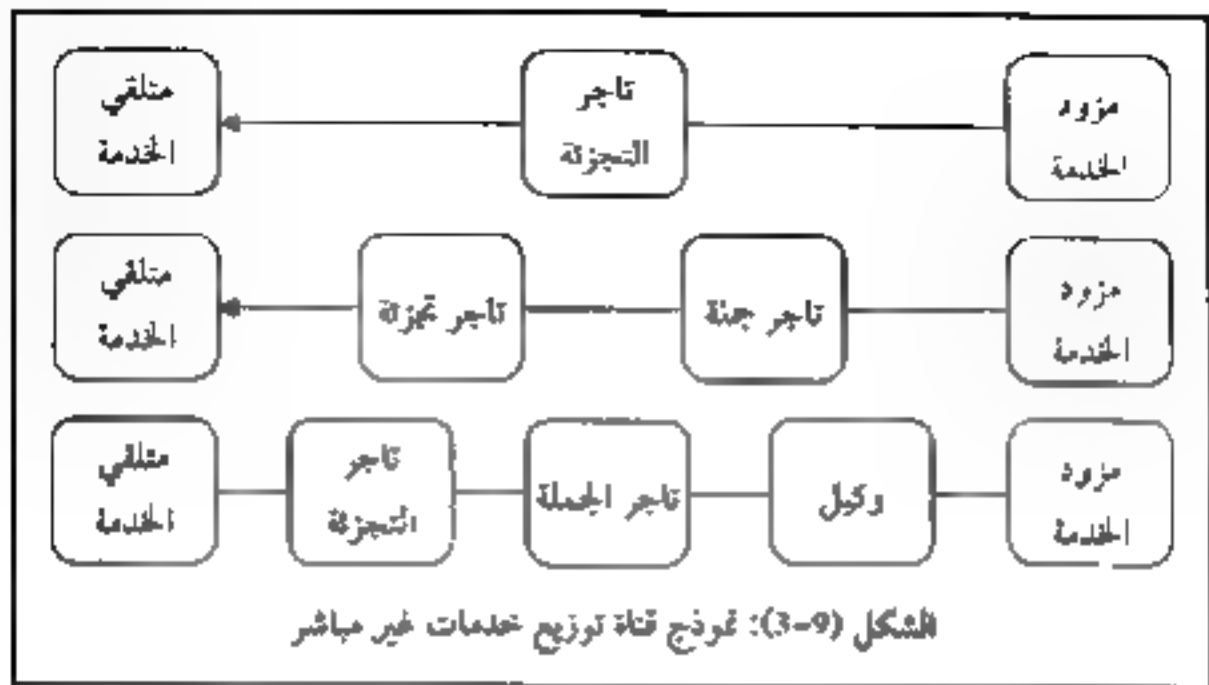 مزود
الخدمة
تاجر
التجزئة
متلقي
الخدمة
مزود
الخدمة
تاجر جملة
تاجر تجزئة
متلقي
الخدمة
مزود
الخدمة
وكيل
تاجر الجملة
تاجر
التجزئة
متلقي
الخدمة
الشكل (9-3): نموذج قناة توزيع خدمات غير مباشر